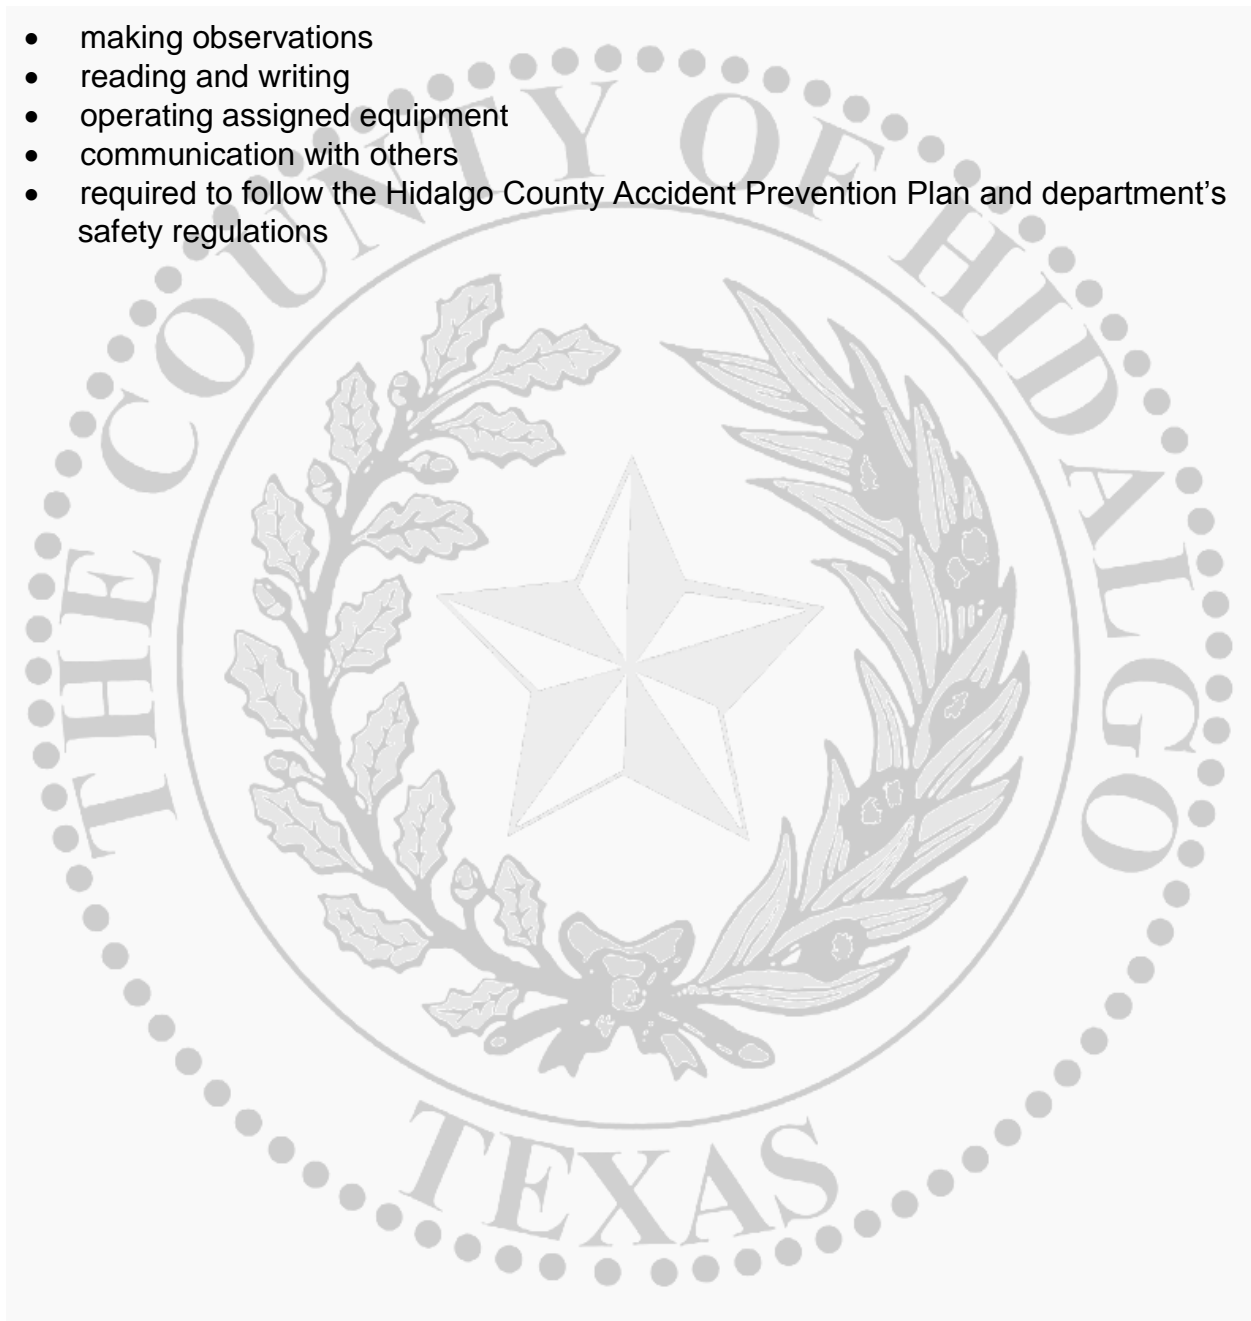 • making observations
• reading and writing
• operating assigned equipment
• communication with others
• required to follow the Hidalgo County Accident Prevention Plan and department’s
safety regulations
THE COUNTY OF HIDALGO
TEXAS